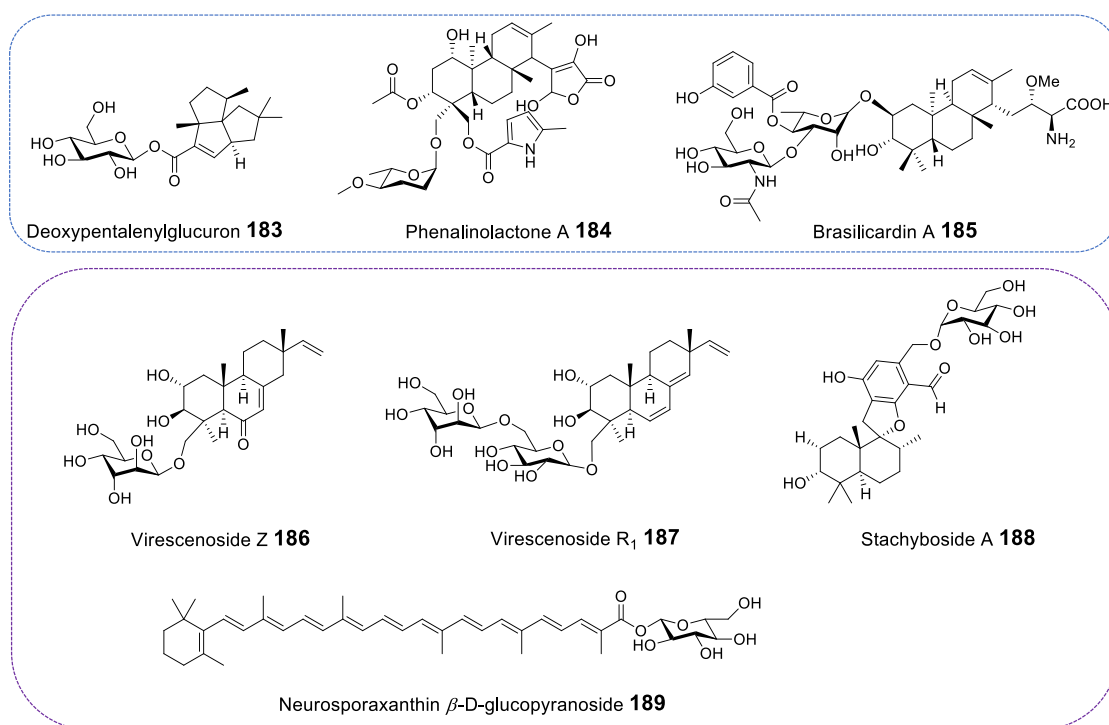 Deoxypentalenylglucuron 183
Phenalinolactone A 184
Brasilicardin A 185
Virescenoside Z 186
Virescenoside R1 187
Stachyboside A 188
Neurosporaxanthin β-D-glucopyranoside 189